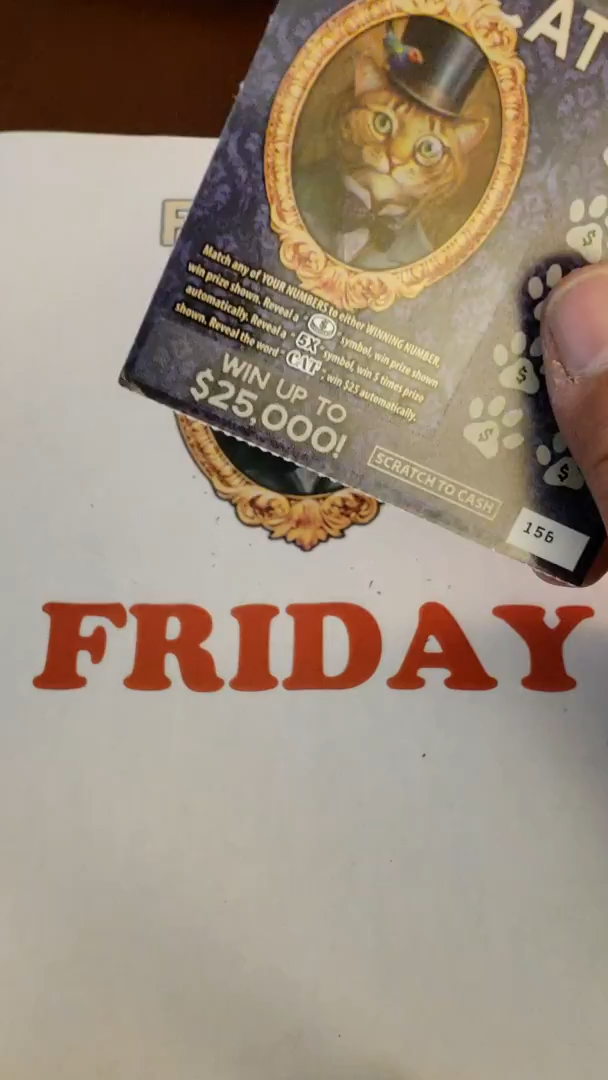 CAT
F
Match any of YOUR NUMBERS to either WINNING NUMBER,
win prize shown. Reveal a " " symbol, win prize shown
automatically. Reveal a "5X" symbol, win 5 times prize
shown. Reveal the word "CAT", win $25 automatically.
WIN UP TO
$25,000!
SCRATCH TO CASH
156
$
$
$
$
FRIDAY